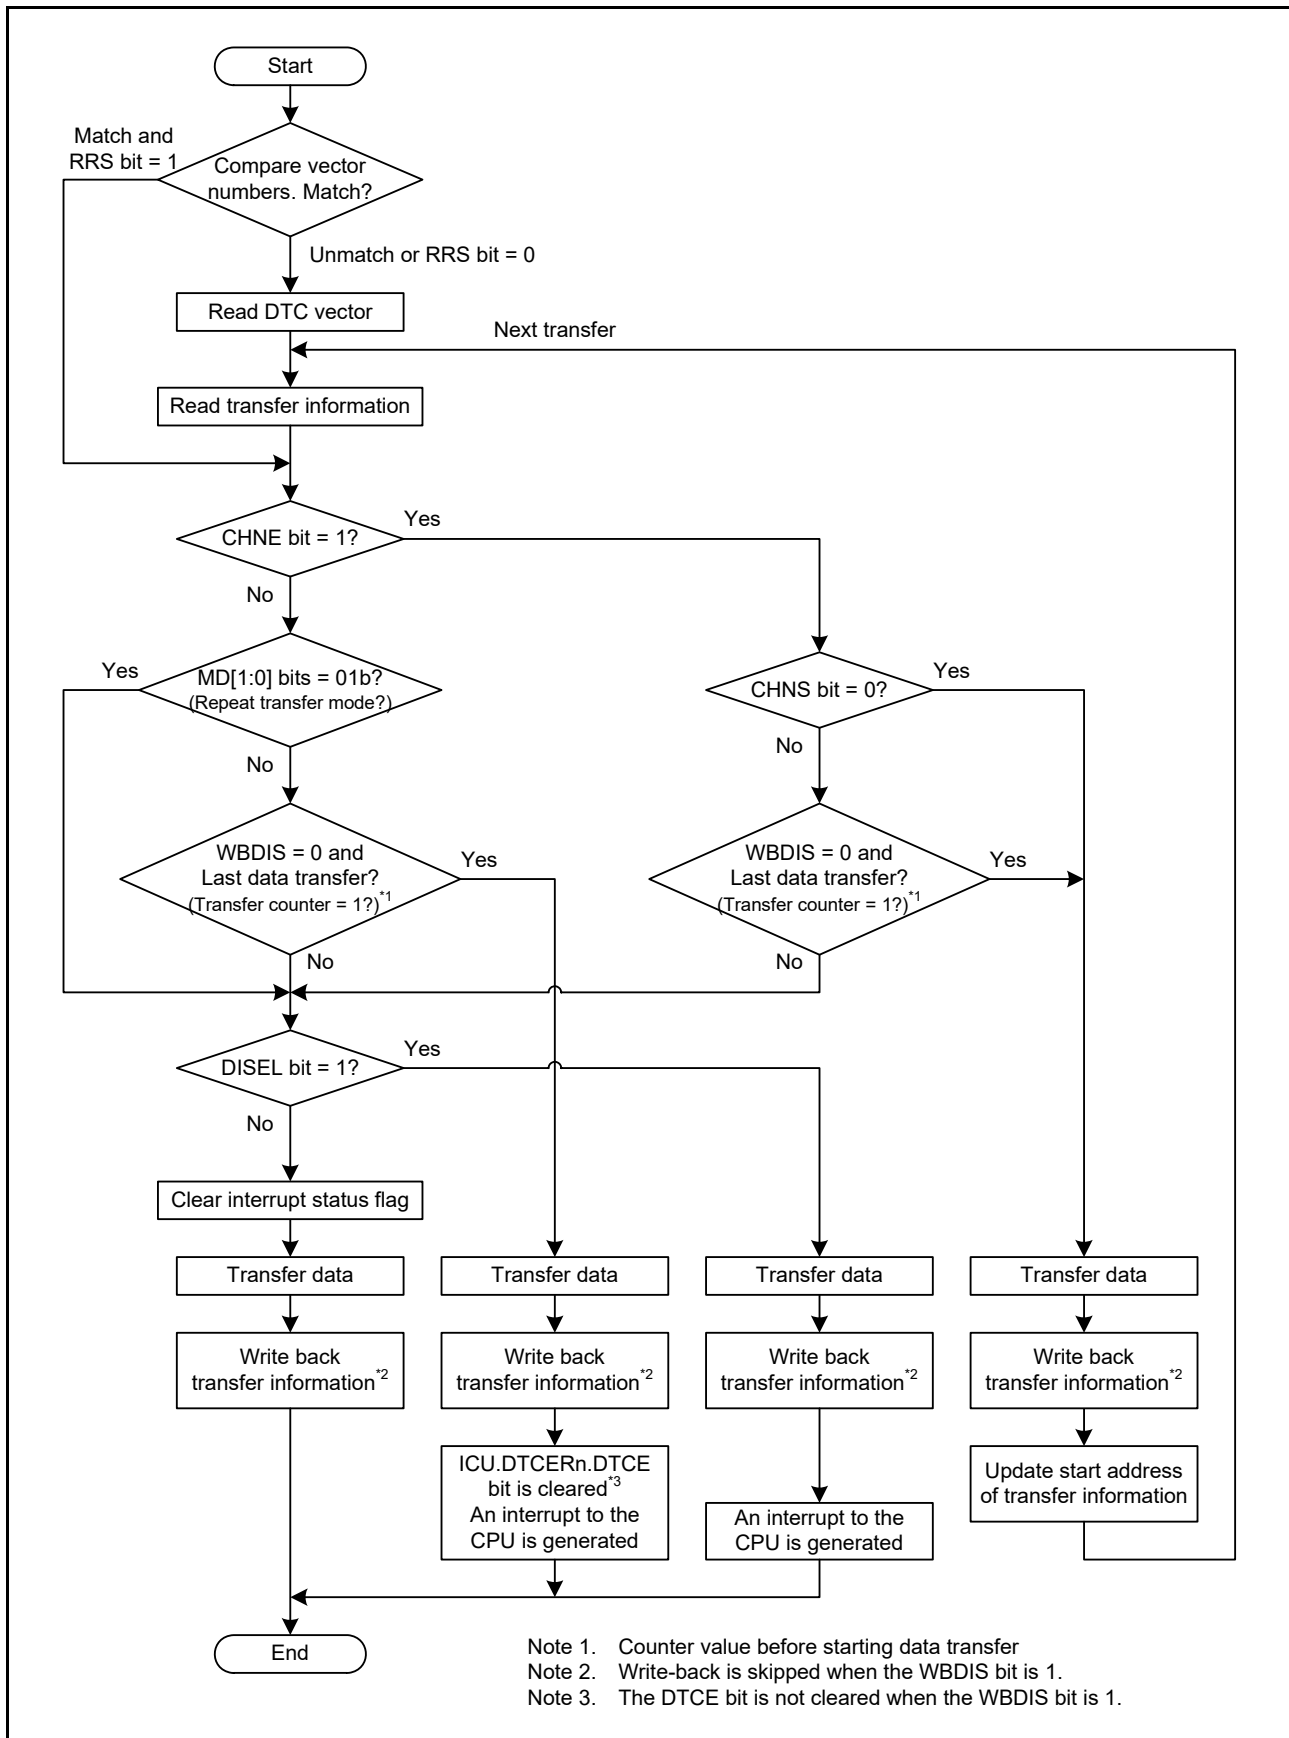 Start
Match and
RRS bit = 1
Compare vector
numbers. Match?
Unmatch or RRS bit = 0
Read DTC vector
Next transfer
Read transfer information
CHNE bit = 1?
Yes
No
MD[1:0] bits = 01b?
(Repeat transfer mode?)
Yes
No
CHNS bit = 0?
Yes
No
WBDIS = 0 and
Last data transfer?
(Transfer counter = 1?)*1
Yes
No
WBDIS = 0 and
Last data transfer?
(Transfer counter = 1?)*1
Yes
No
DISEL bit = 1?
Yes
No
Clear interrupt status flag
Transfer data
Transfer data
Transfer data
Transfer data
Write back
transfer information*2
Write back
transfer information*2
Write back
transfer information*2
Write back
transfer information*2
ICU.DTCERn.DTCE
bit is cleared*3
An interrupt to the
CPU is generated
An interrupt to the
CPU is generated
Update start address
of transfer information
End
Note 1. Counter value before starting data transfer
Note 2. Write-back is skipped when the WBDIS bit is 1.
Note 3. The DTCE bit is not cleared when the WBDIS bit is 1.